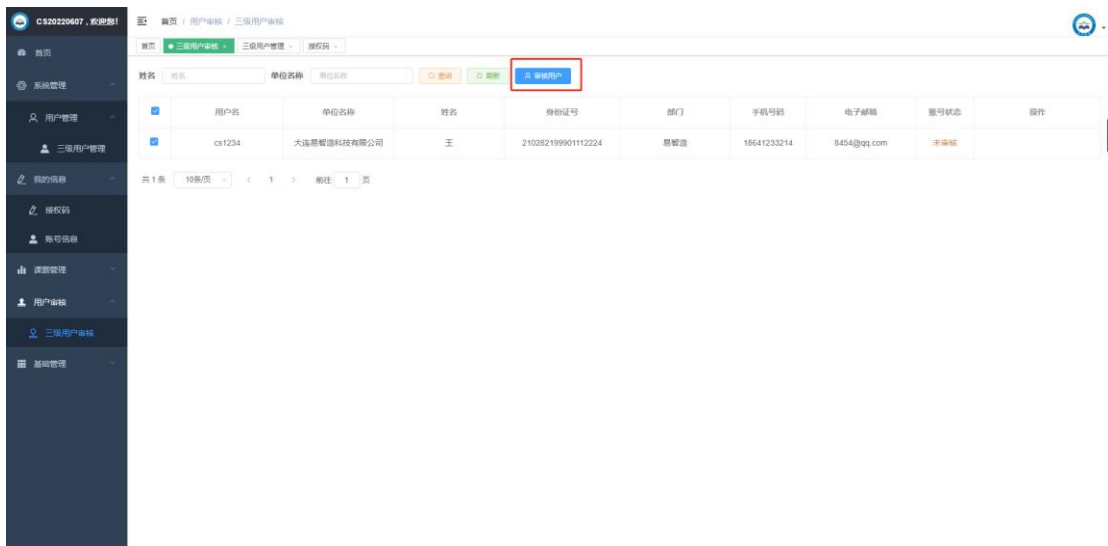 CS20220607 , 欢迎您!
首页 / 用户审核 / 三级用户审核
首页
三级用户审核 ×
三级用户管理 ×
授权码 ×
首页
系统管理
用户管理
三级用户管理
我的信息
授权码
账号信息
课题管理
用户审核
三级用户审核
基础管理
姓名 姓名 单位名称 单位名称 查询 刷新 审核用户
用户名 单位名称 姓名 身份证号 部门 手机号码 电子邮箱 账号状态 操作
cs1234 大连易智造科技有限公司 王 210282199901112224 易智造 18641233214 8454@qq.com 未审核
共 1 条 10条/页 < 1 > 前往 1 页